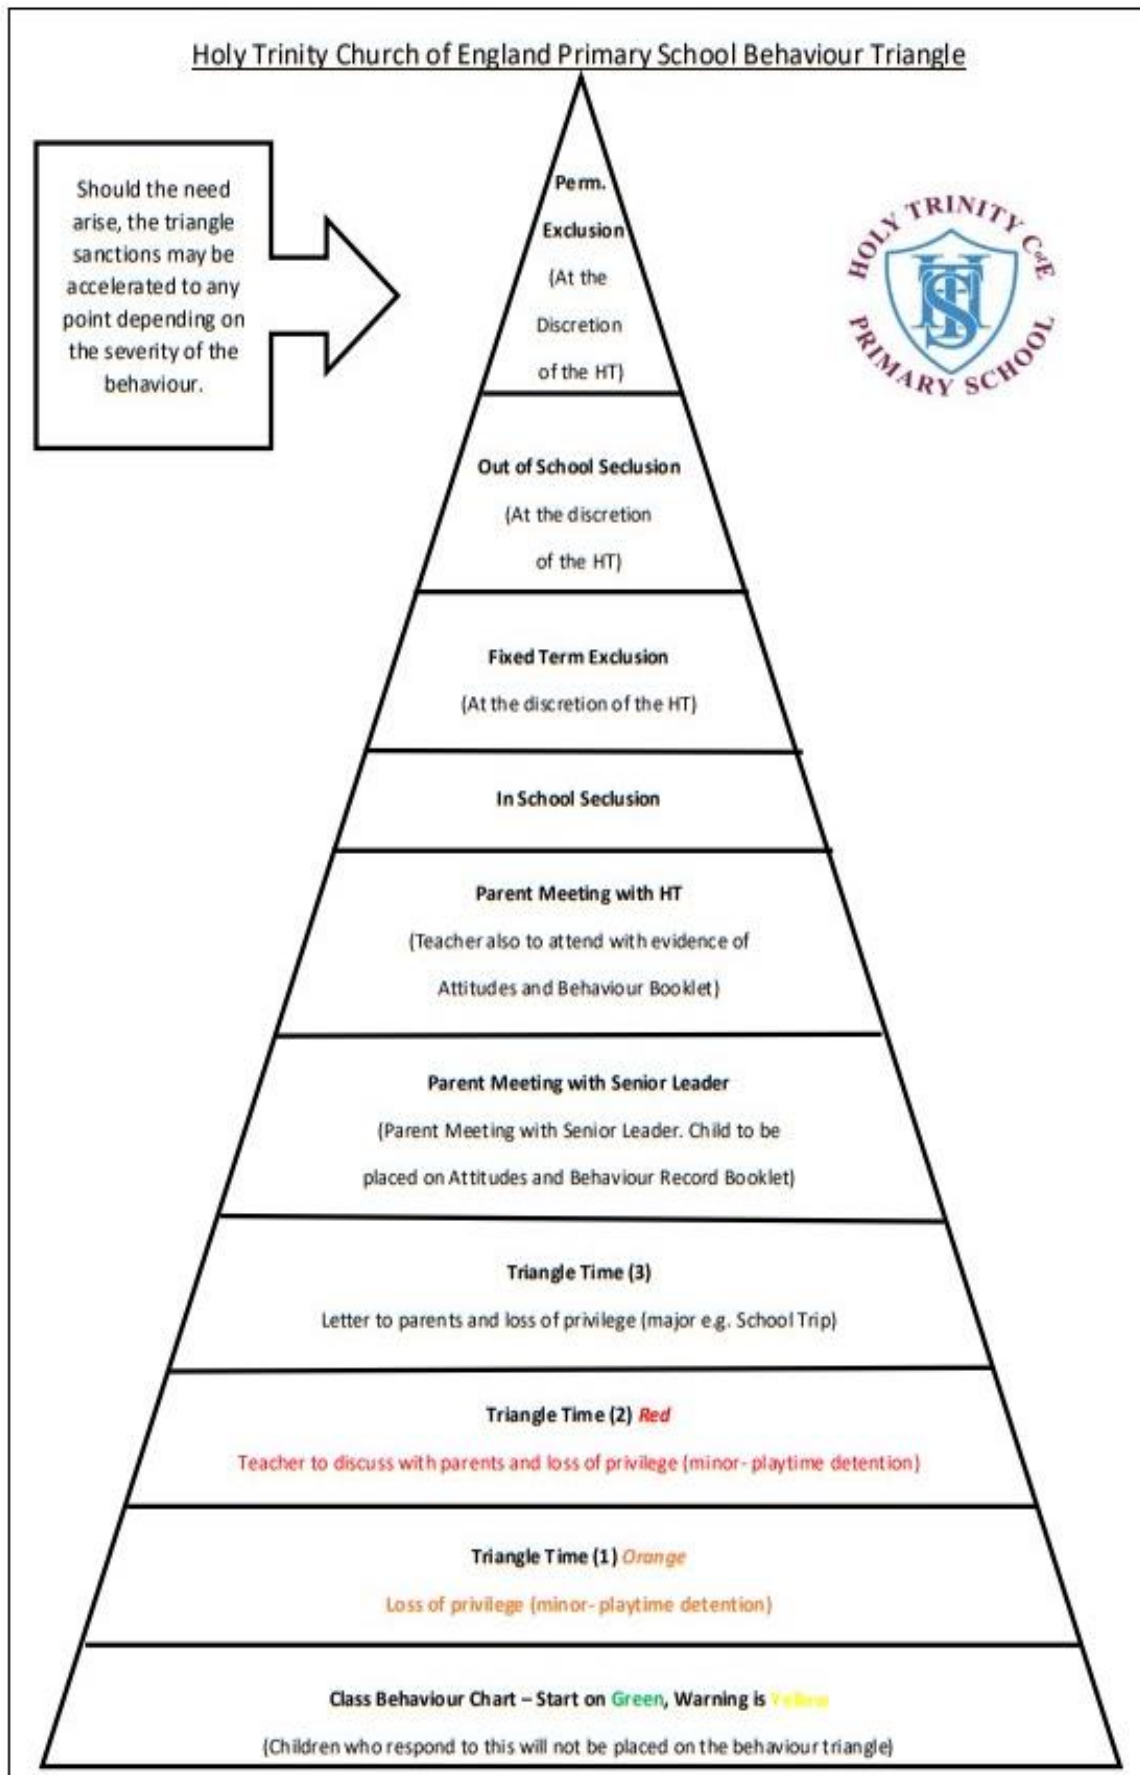 Holy Trinity Church of England Primary School Behaviour Triangle
Should the need
arise, the triangle
sanctions may be
accelerated to any
point depending on
the severity of the
behaviour.
Perm.
Exclusion
(At the
Discretion
of the HT)
HOLY TRINITY CofE
PRIMARY SCHOOL
HTS
Out of School Seclusion
(At the discretion
of the HT)
Fixed Term Exclusion
(At the discretion of the HT)
In School Seclusion
Parent Meeting with HT
(Teacher also to attend with evidence of
Attitudes and Behaviour Booklet)
Parent Meeting with Senior Leader
(Parent Meeting with Senior Leader. Child to be
placed on Attitudes and Behaviour Record Booklet)
Triangle Time (3)
Letter to parents and loss of privilege (major e.g. School Trip)
Triangle Time (2) Red
Teacher to discuss with parents and loss of privilege (minor- playtime detention)
Triangle Time (1) Orange
Loss of privilege (minor- playtime detention)
Class Behaviour Chart – Start on Green, Warning is Yellow
(Children who respond to this will not be placed on the behaviour triangle)